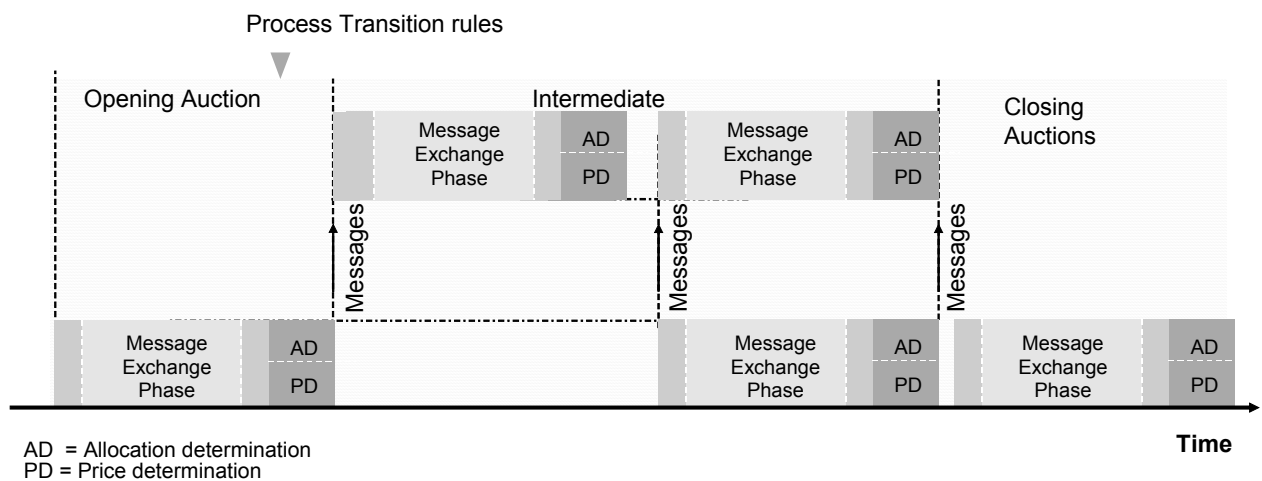 Process Transition rules
Opening Auction
Intermediate
Closing
Auctions
Message
Exchange
Phase
AD
PD
Message
Exchange
Phase
AD
PD
Messages
Messages
Messages
Message
Exchange
Phase
AD
PD
Message
Exchange
Phase
AD
PD
Message
Exchange
Phase
AD
PD
Time
AD = Allocation determination
PD = Price determination